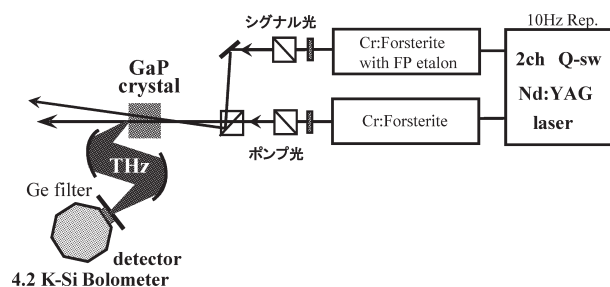 10Hz Rep.
シグナル光
Cr:Forsterite
with FP etalon
2ch Q-sw
Nd:YAG
laser
GaP
crystal
Cr:Forsterite
ポンプ光
THz
Ge filter
detector
4.2 K-Si Bolometer